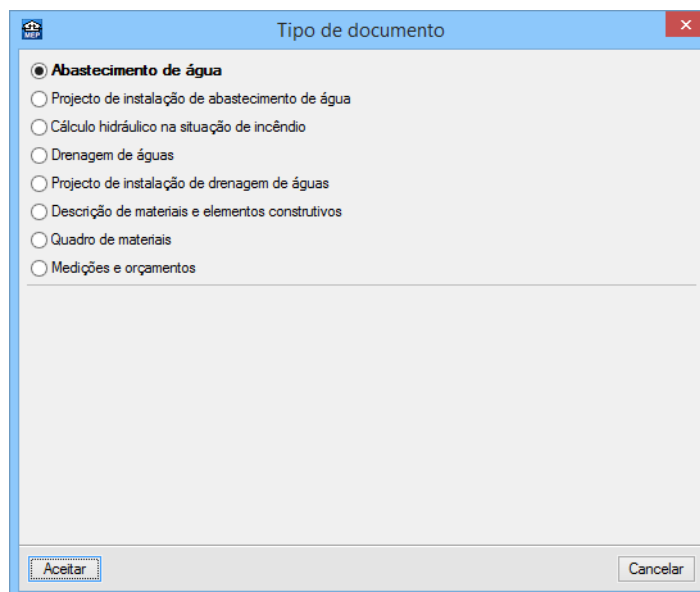 MEP
Tipo de documento
Abastecimento de água
Projecto de instalação de abastecimento de água
Cálculo hidráulico na situação de incêndio
Drenagem de águas
Projecto de instalação de drenagem de águas
Descrição de materiais e elementos construtivos
Quadro de materiais
Medições e orçamentos
Aceitar
Cancelar